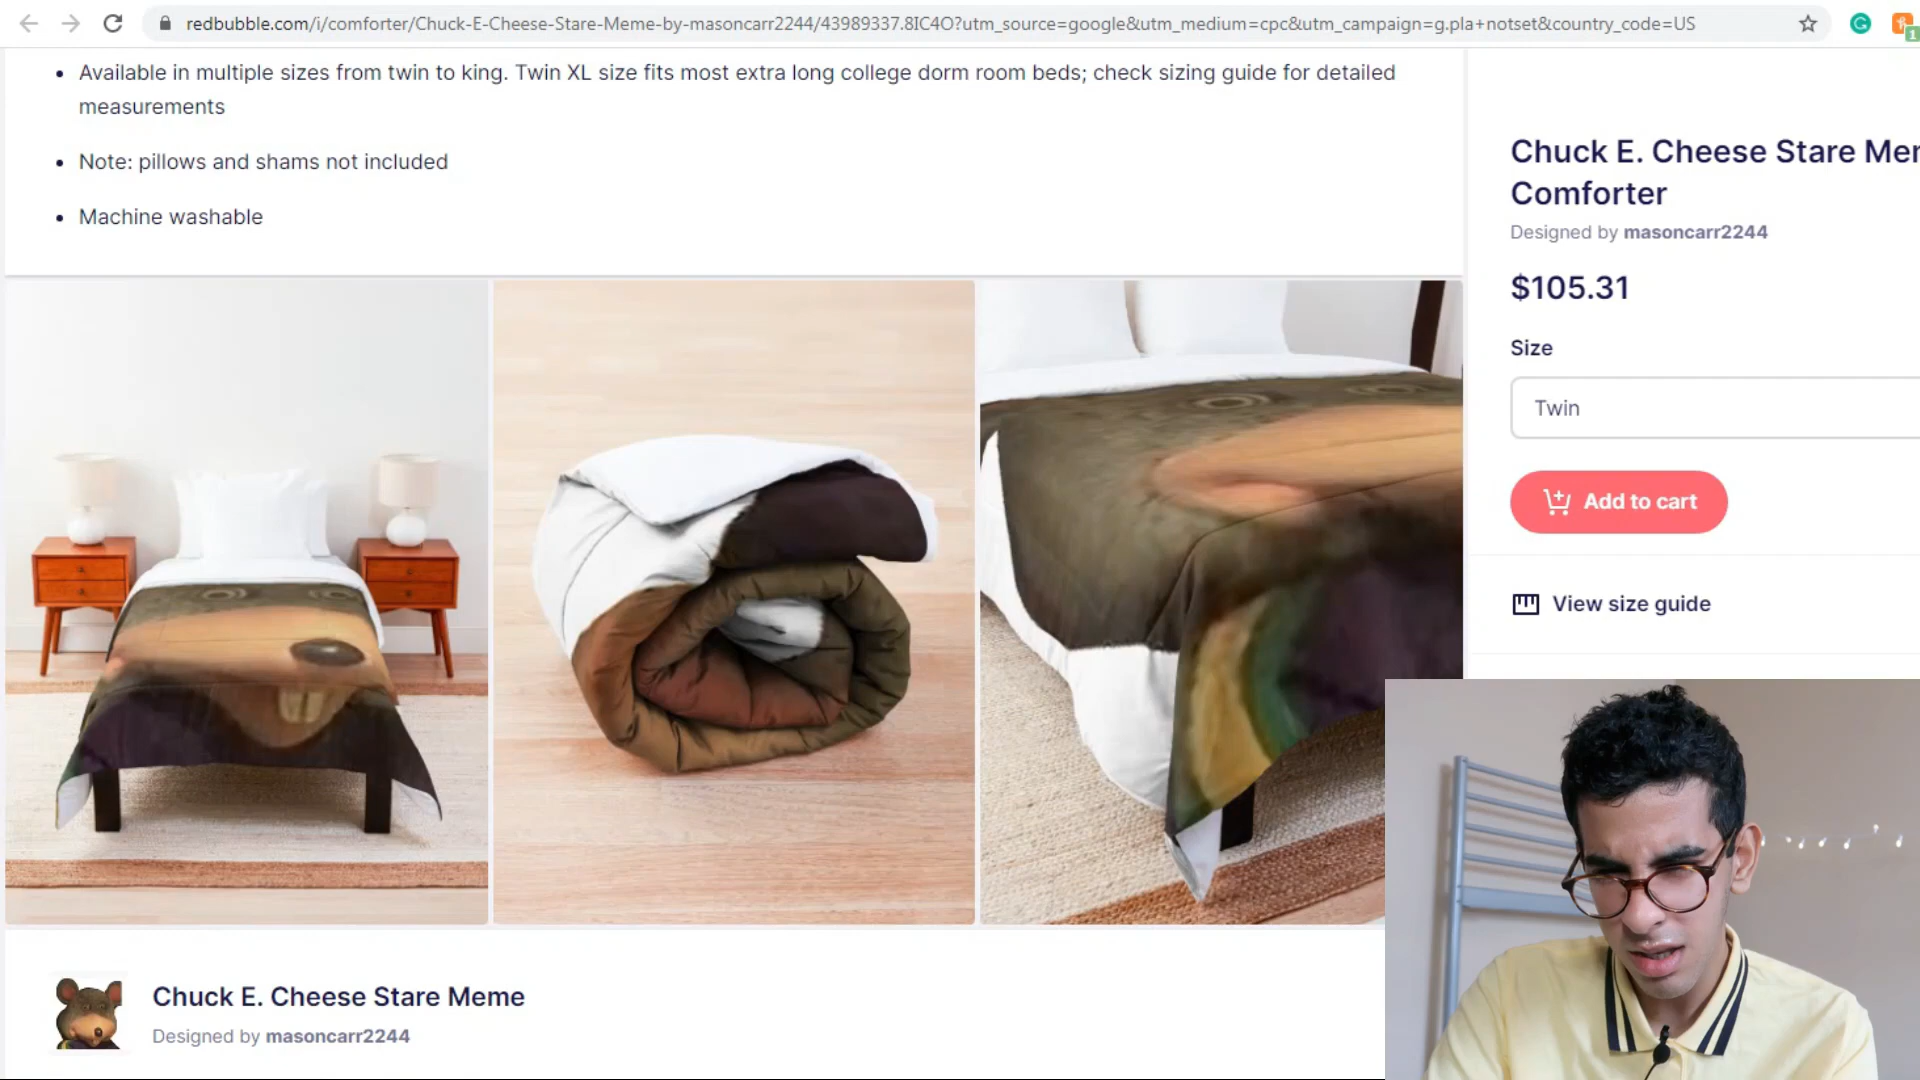 redbubble.com/i/comforter/Chuck-E-Cheese-Stare-Meme-by-masoncarr2244/43989337.8IC4O?utm_source=google&utm_medium=cpc&utm_campaign=g.pla+notset&country_code=US
1
Available in multiple sizes from twin to king. Twin XL size fits most extra long college dorm room beds; check sizing guide for detailed
measurements
Note: pillows and shams not included
Machine washable
Chuck E. Cheese Stare Mem
Comforter
Designed by masoncarr2244
$105.31
Size
Twin
Add to cart
View size guide
Chuck E. Cheese Stare Meme
Designed by masoncarr2244